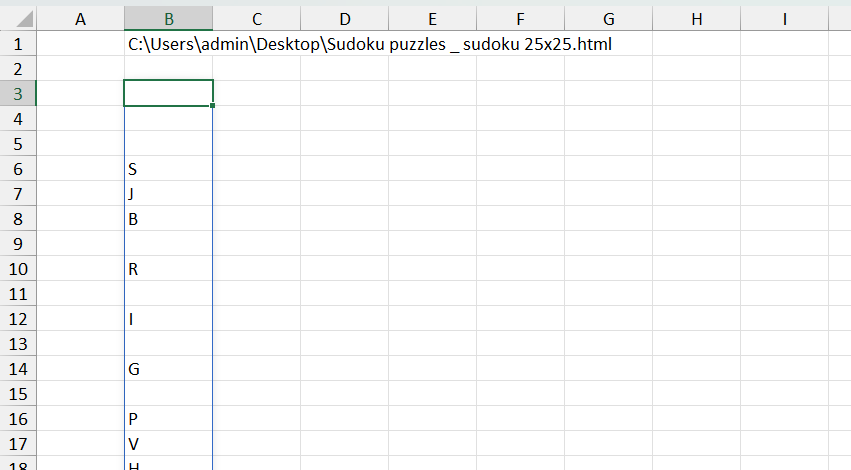 A B C D E F G H I
1 C:\Users\admin\Desktop\Sudoku puzzles _ sudoku 25x25.html
2
3
4
5
6 S
7 J
8 B
9
10 R
11
12 I
13
14 G
15
16 P
17 V
18 H